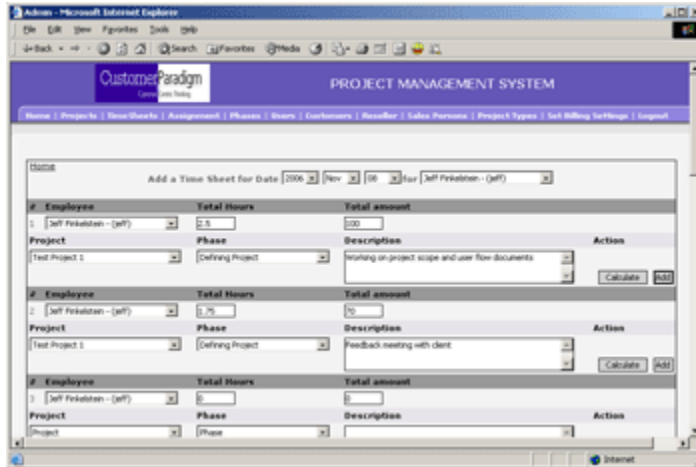 Admin - Microsoft Internet Explorer
File Edit View Favorites Tools Help
Back Search Favorites Media
CustomerParadigm
PROJECT MANAGEMENT SYSTEM
Home | Projects | TimeSheets | Assignement | Phases | Users | Customers | Reseller | Sales Persons | Project Types | Set Billing Settings | Logout
Home
Add a Time Sheet for Date 2006 Nov 08 for Jeff Finkelstein - (jeff)
# Employee Total Hours Total amount
1 Jeff Finkelstein - (jeff) 2.5 100
Project Phase Description Action
Test Project 1 Defining Project Working on project scope and user flow documents
Calculate Add
# Employee Total Hours Total amount
2 Jeff Finkelstein - (jeff) 1.75 70
Project Phase Description Action
Test Project 1 Defining Project Feedback meeting with client
Calculate Add
# Employee Total Hours Total amount
3 Jeff Finkelstein - (jeff) 0 0
Project Phase Description Action
Project Phase
Internet